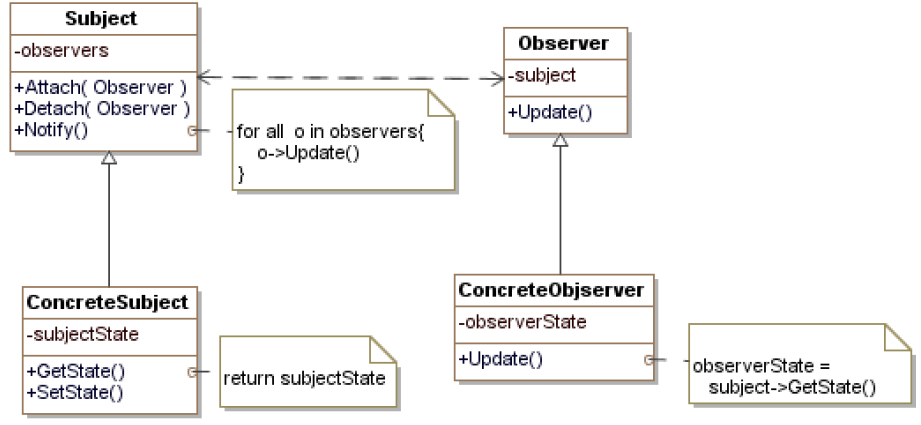 Subject
-observers
+Attach( Observer )
+Detach( Observer )
+Notify()
for all o in observers{
o->Update()
}
Observer
-subject
+Update()
ConcreteSubject
-subjectState
+GetState()
+SetState()
return subjectState
ConcreteObjserver
-observerState
+Update()
observerState =
subject->GetState()